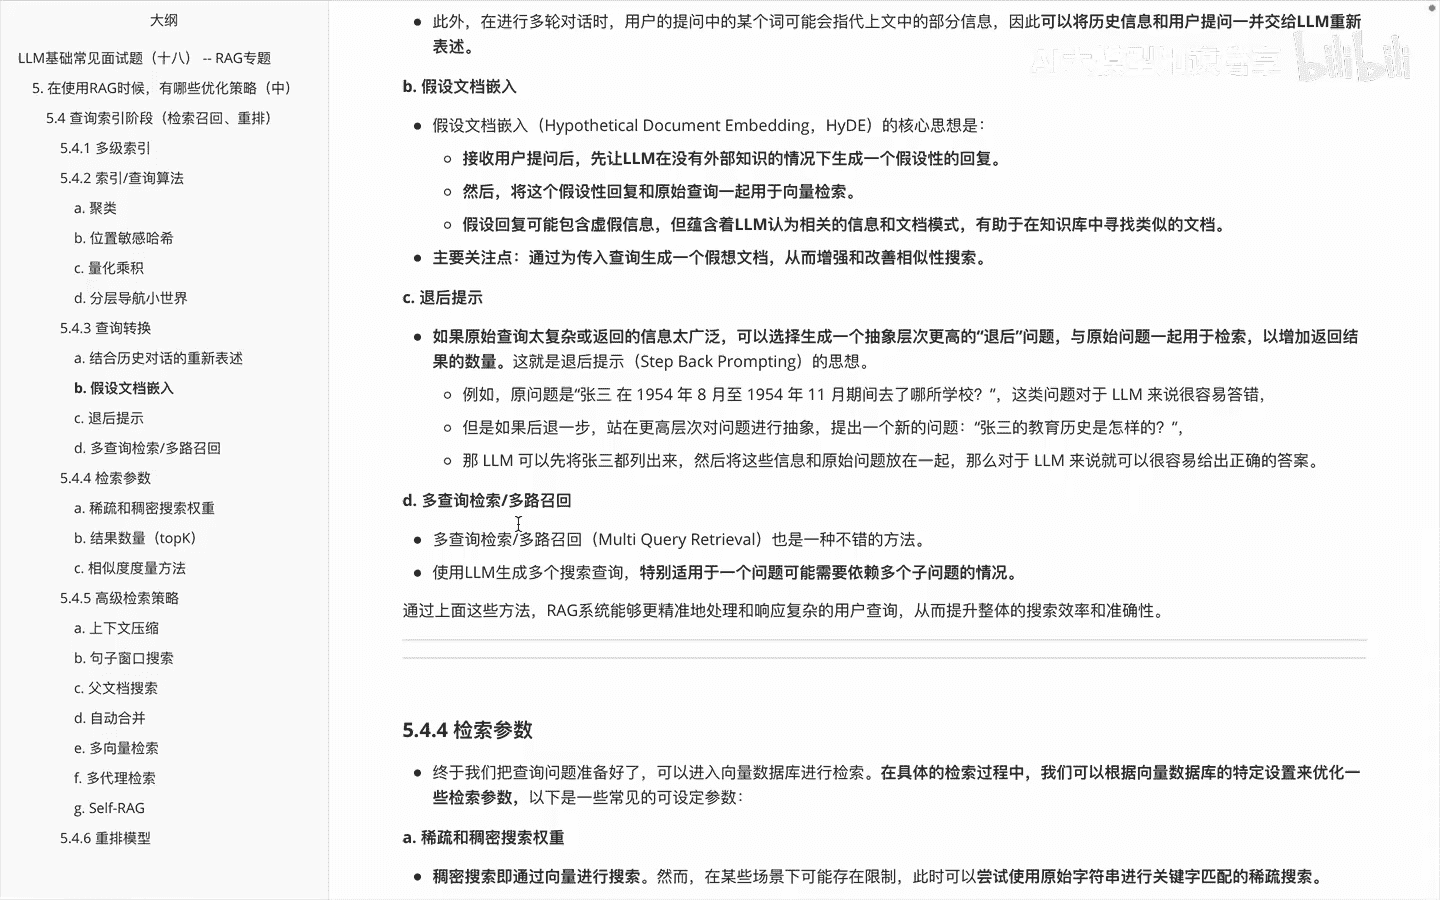 大纲
LLM基础常见面试题（十八） -- RAG专题
5. 在使用RAG时候，有哪些优化策略（中）
5.4 查询索引阶段（检索召回、重排）
5.4.1 多级索引
5.4.2 索引/查询算法
a. 聚类
b. 位置敏感哈希
c. 量化乘积
d. 分层导航小世界
5.4.3 查询转换
a. 结合历史对话的重新表述
b. 假设文档嵌入
c. 退后提示
d. 多查询检索/多路召回
5.4.4 检索参数
a. 稀疏和稠密搜索权重
b. 结果数量（topK）
c. 相似度度量方法
5.4.5 高级检索策略
a. 上下文压缩
b. 句子窗口搜索
c. 父文档搜索
d. 自动合并
e. 多向量检索
f. 多代理检索
g. Self-RAG
5.4.6 重排模型
此外，在进行多轮对话时，用户的提问中的某个词可能会指代上文中的部分信息，因此可以将历史信息和用户提问一并交给LLM重新
表述。
b. 假设文档嵌入
假设文档嵌入（Hypothetical Document Embedding，HyDE）的核心思想是：
接收用户提问后，先让LLM在没有外部知识的情况下生成一个假设性的回复。
然后，将这个假设性回复和原始查询一起用于向量检索。
假设回复可能包含虚假信息，但蕴含着LLM认为相关的信息和文档模式，有助于在知识库中寻找类似的文档。
主要关注点：通过为传入查询生成一个假想文档，从而增强和改善相似性搜索。
c. 退后提示
如果原始查询太复杂或返回的信息太广泛，可以选择生成一个抽象层次更高的“退后”问题，与原始问题一起用于检索，以增加返回结
果的数量。这就是退后提示（Step Back Prompting）的思想。
例如，原问题是“张三 在 1954 年 8 月至 1954 年 11 月期间去了哪所学校？”，这类问题对于 LLM 来说很容易答错，
但是如果后退一步，站在更高层次对问题进行抽象，提出一个新的问题：“张三的教育历史是怎样的？“，
那 LLM 可以先将张三都列出来，然后将这些信息和原始问题放在一起，那么对于 LLM 来说就可以很容易给出正确的答案。
d. 多查询检索/多路召回
多查询检索/多路召回（Multi Query Retrieval）也是一种不错的方法。
使用LLM生成多个搜索查询，特别适用于一个问题可能需要依赖多个子问题的情况。
通过上面这些方法，RAG系统能够更精准地处理和响应复杂的用户查询，从而提升整体的搜索效率和准确性。
5.4.4 检索参数
终于我们把查询问题准备好了，可以进入向量数据库进行检索。在具体的检索过程中，我们可以根据向量数据库的特定设置来优化一
些检索参数，以下是一些常见的可设定参数：
a. 稀疏和稠密搜索权重
稠密搜索即通过向量进行搜索。然而，在某些场景下可能存在限制，此时可以尝试使用原始字符串进行关键字匹配的稀疏搜索。
bilibili